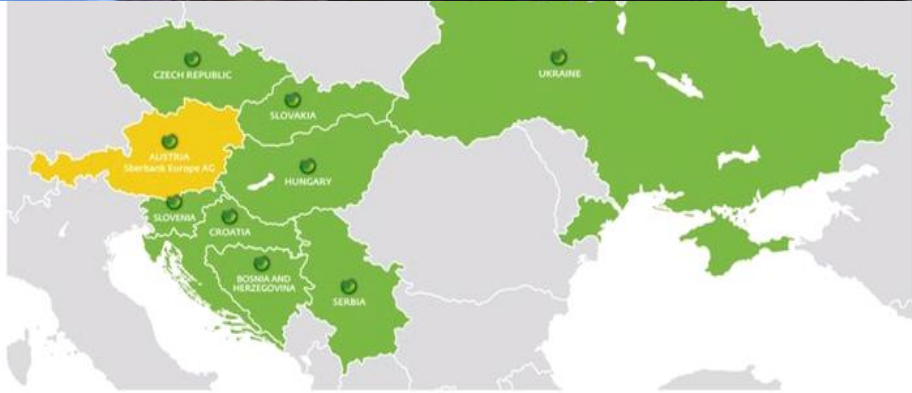 CZECH REPUBLIC
UKRAINE
SLOVAKIA
AUSTRIA
Sberbank Europe AG
HUNGARY
SLOVENIA
CROATIA
BOSNIA AND
HERZEGOVINA
SERBIA